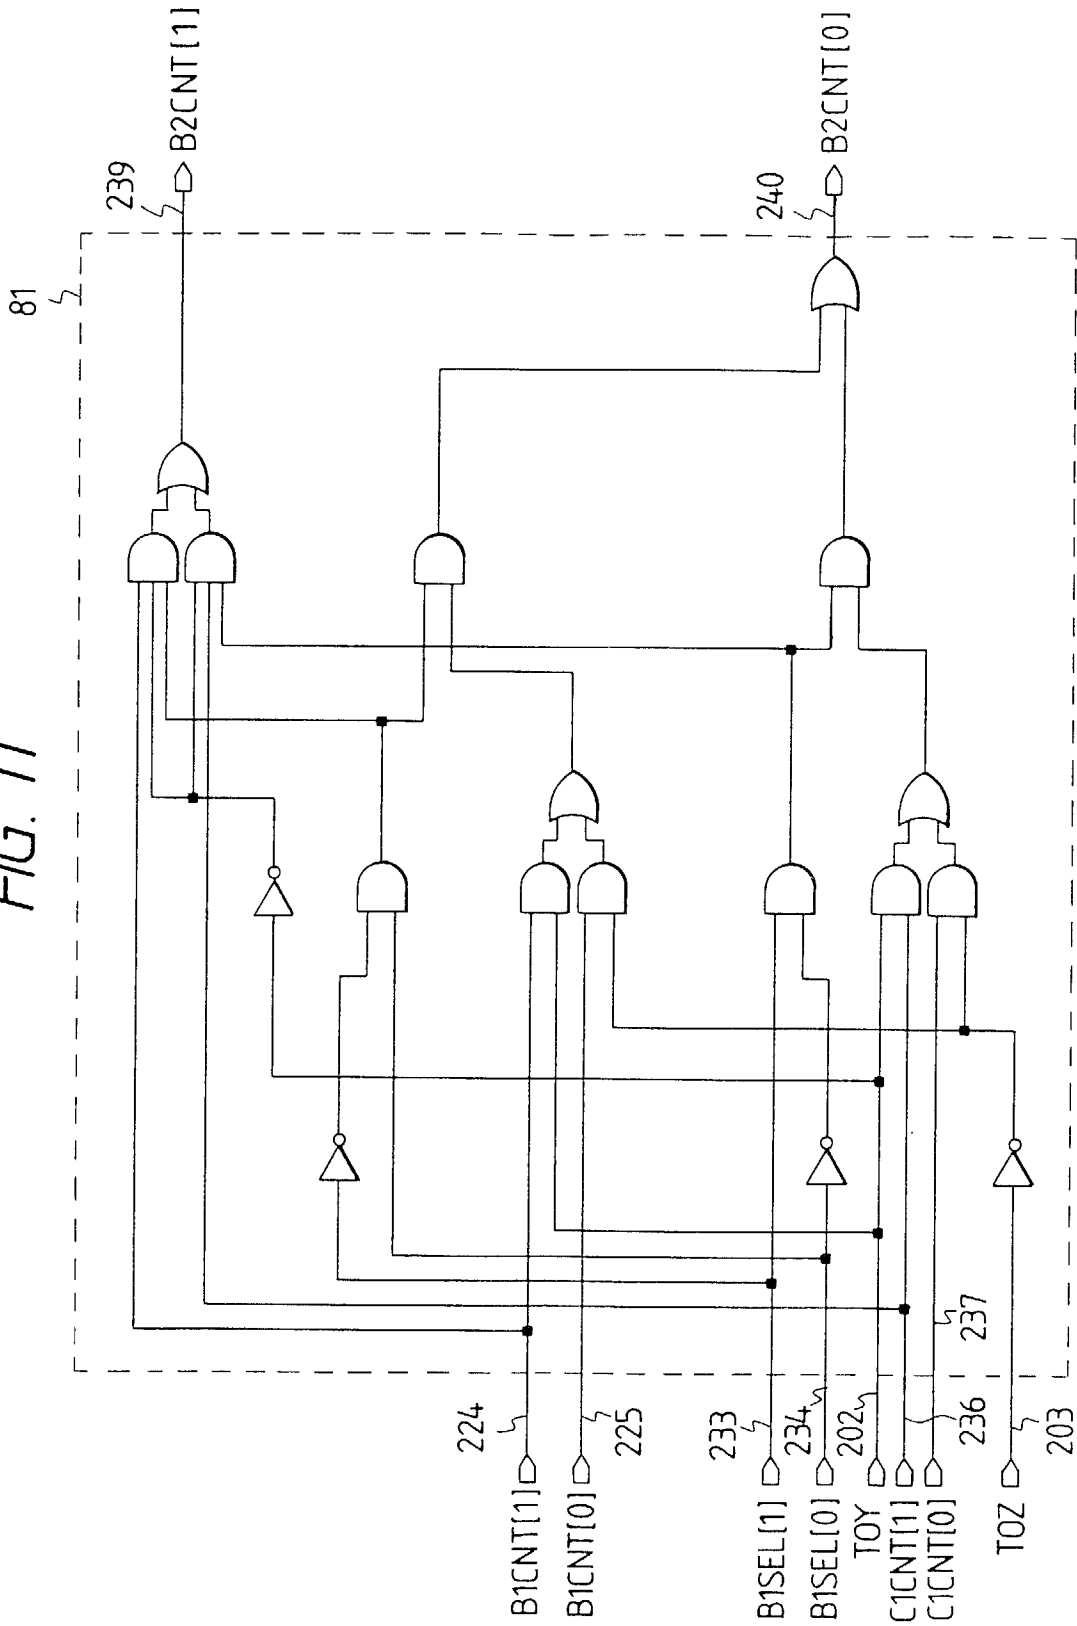 FIG. 11
81
239
B2CNT[1]
240
B2CNT[0]
B1CNT[1]
224
B1CNT[0]
225
B1SEL[1]
233
B1SEL[0]
234
TOY
202
C1CNT[1]
236
C1CNT[0]
237
TOZ
203